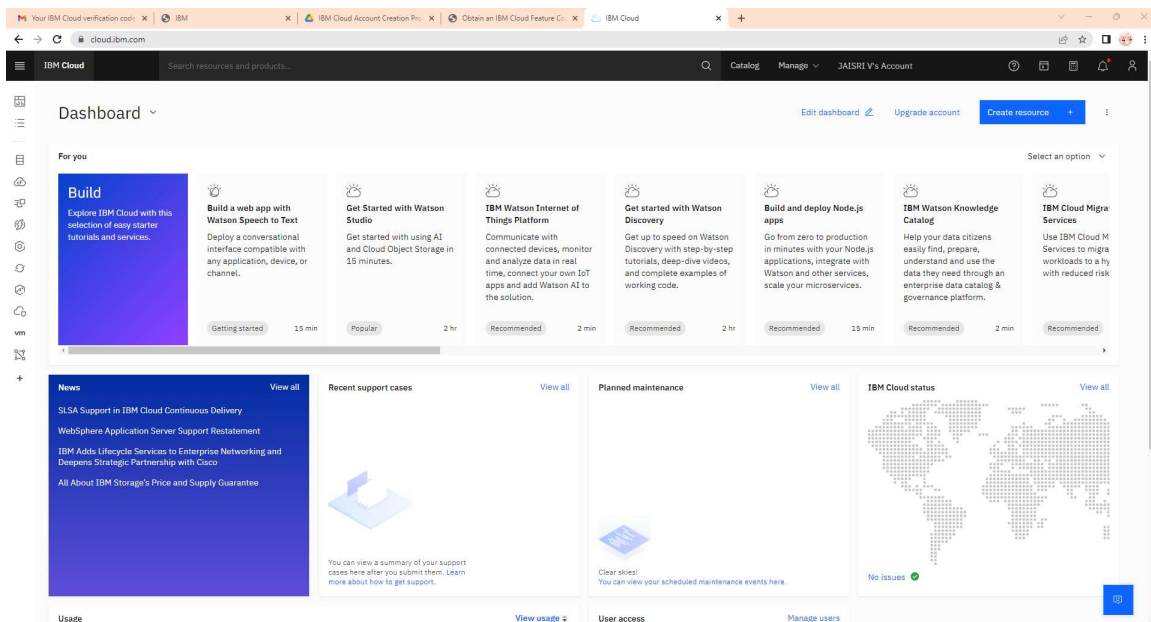 Your IBM Cloud verification code
IBM
IBM Cloud Account Creation Pro
Obtain an IBM Cloud Feature Co
IBM Cloud
cloud.ibm.com
IBM Cloud
Search resources and products...
Catalog
Manage
JAISRI V's Account
Dashboard
Edit dashboard
Upgrade account
Create resource +
For you
Select an option
Build
Explore IBM Cloud with this
selection of easy starter
tutorials and services.
Build a web app with
Watson Speech to Text
Deploy a conversational
interface compatible with
any application, device, or
channel.
Getting started
15 min
Get Started with Watson
Studio
Get started with using AI
and Cloud Object Storage in
15 minutes.
Popular
2 hr
IBM Watson Internet of
Things Platform
Communicate with
connected devices, monitor
and analyze data in real
time, connect your own IoT
apps and add Watson AI to
the solution.
Recommended
2 min
Get started with Watson
Discovery
Get up to speed on Watson
Discovery with step-by-step
tutorials, deep-dive videos,
and complete examples of
working code.
Recommended
2 hr
Build and deploy Node.js
apps
Go from zero to production
in minutes with your Node.js
applications, integrate with
Watson and other services,
scale your microservices.
Recommended
15 min
IBM Watson Knowledge
Catalog
Help your data citizens
easily find, prepare,
understand and use the
data they need through an
enterprise data catalog &
governance platform.
Recommended
2 min
IBM Cloud Migra
Services
Use IBM Cloud M
Services to migra
workloads to a hy
with reduced risk
Recommended
vm
News
View all
SLSA Support in IBM Cloud Continuous Delivery
WebSphere Application Server Support Restatement
IBM Adds Lifecycle Services to Enterprise Networking and
Deepens Strategic Partnership with Cisco
All About IBM Storage's Price and Supply Guarantee
Recent support cases
View all
You can view a summary of your support
cases here after you submit them. Learn
more about how to get support.
Planned maintenance
View all
Clear skies!
You can view your scheduled maintenance events here.
IBM Cloud status
View all
No issues
Usage
View usage
User access
Manage users